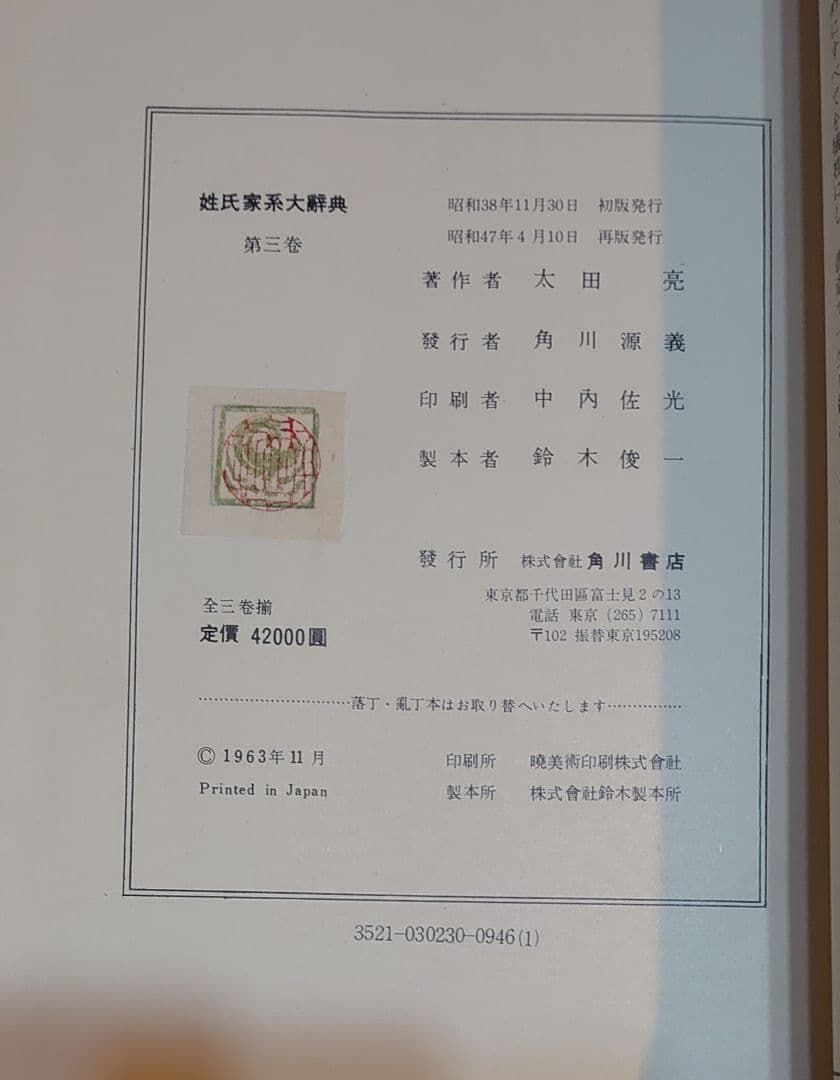 姓氏家系大辭典
第三巻
昭和38年11月30日 初版発行
昭和47年4月10日 再版発行
著作者 太田亮
發行者 角川源義
印刷者 中內佐光
製本者 鈴木俊一
發行所 株式會社角川書店
東京都千代田區富士見2の13
電話 東京 (265) 7111
〒102 振替東京195208
全三巻揃
定價 42000圓
落丁・亂丁本はお取り替へいたします
© 1963年11月
Printed in Japan
印刷所 曉美術印刷株式會社
製本所 株式會社鈴木製本所
3521-030230-0946(1)